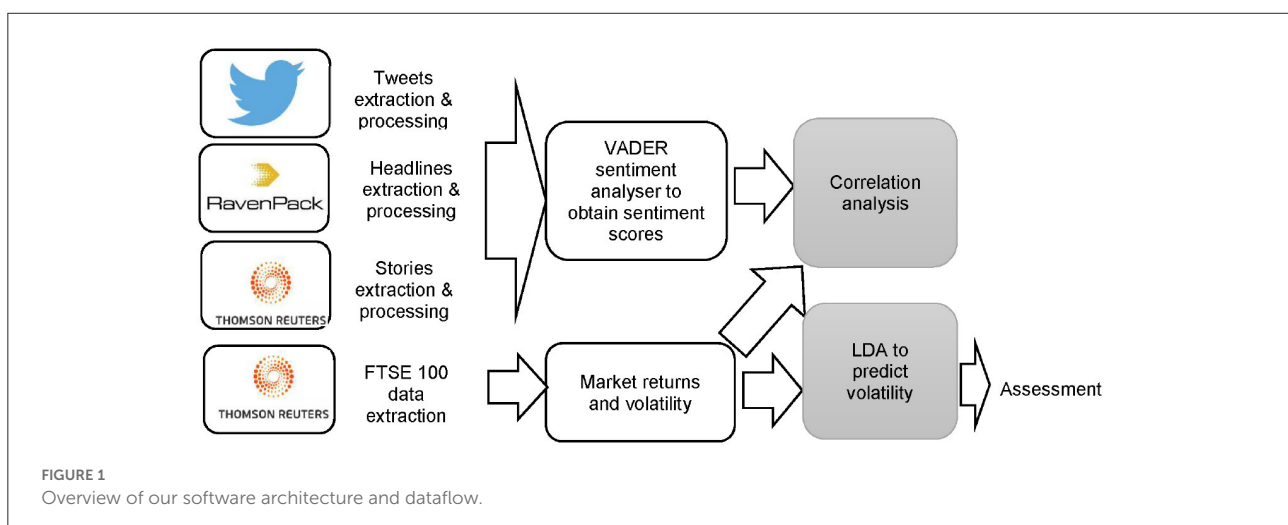 Tweets
extraction &
processing
RavenPack
Headlines
extraction &
processing
THOMSON REUTERS
Stories
extraction &
processing
THOMSON REUTERS
FTSE 100
data
extraction
VADER
sentiment
analyser to
obtain sentiment
scores
Market returns
and volatility
Correlation
analysis
LDA to
predict
volatility
Assessment
FIGURE 1
Overview of our software architecture and dataflow.